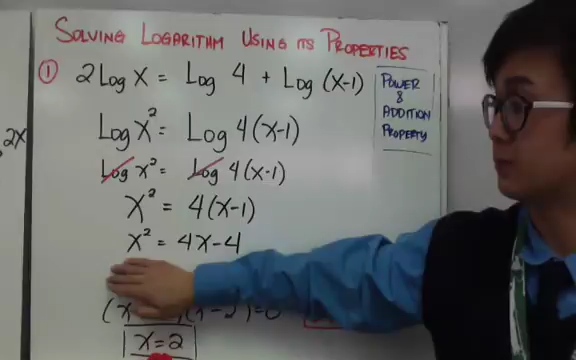 SOLVING LOGARITHM USING ITS PROPERTIES
① 2 Log X = Log 4 + Log (X-1)
POWER
&
ADDITION
PROPERTY
Log X² = Log 4(X-1)
2X
Log X² = Log 4(X-1)
X² = 4(X-1)
X² = 4X-4
(X (X-2)=0
X=2